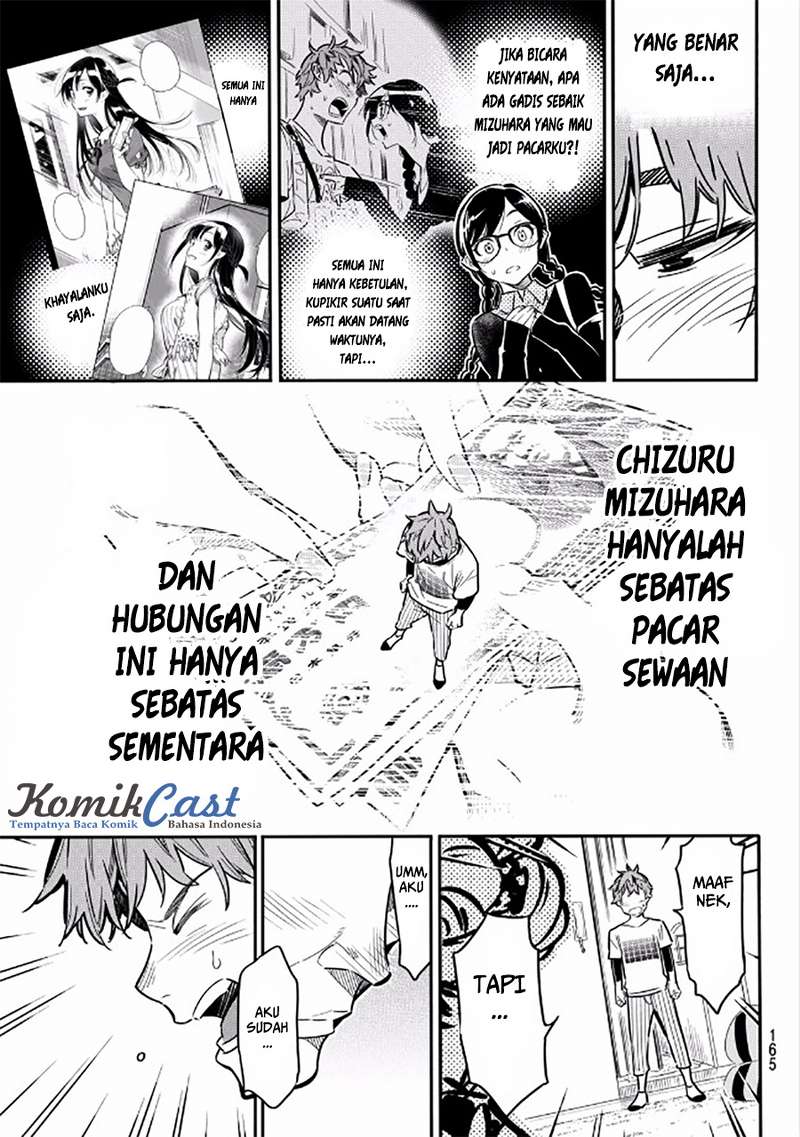 YANG BENAR
SAJA...
JIKA BICARA
KENYATAAN, APA
ADA GADIS SEBAIK
MIZUHARA YANG MAU
JADI PACARKU?!
SEMUA INI
HANYA KEBETULAN,
KUPIKIR SUATU SAAT
PASTI AKAN DATANG
WAKTUNYA,
TAPI...
SEMUA INI
HANYA
KHAYALANKU
SAJA.
CHIZURU
MIZUHARA
HANYALAH
SEBATAS
PACAR
SEWAAN
DAN
HUBUNGAN
INI HANYA
SEBATAS
SEMENTARA
KomikCast
Tempatnya Baca Komik Bahasa Indonesia
MAAF
NEK,
TAPI
...
UMM,
AKU
....
AKU
SUDAH
...
165